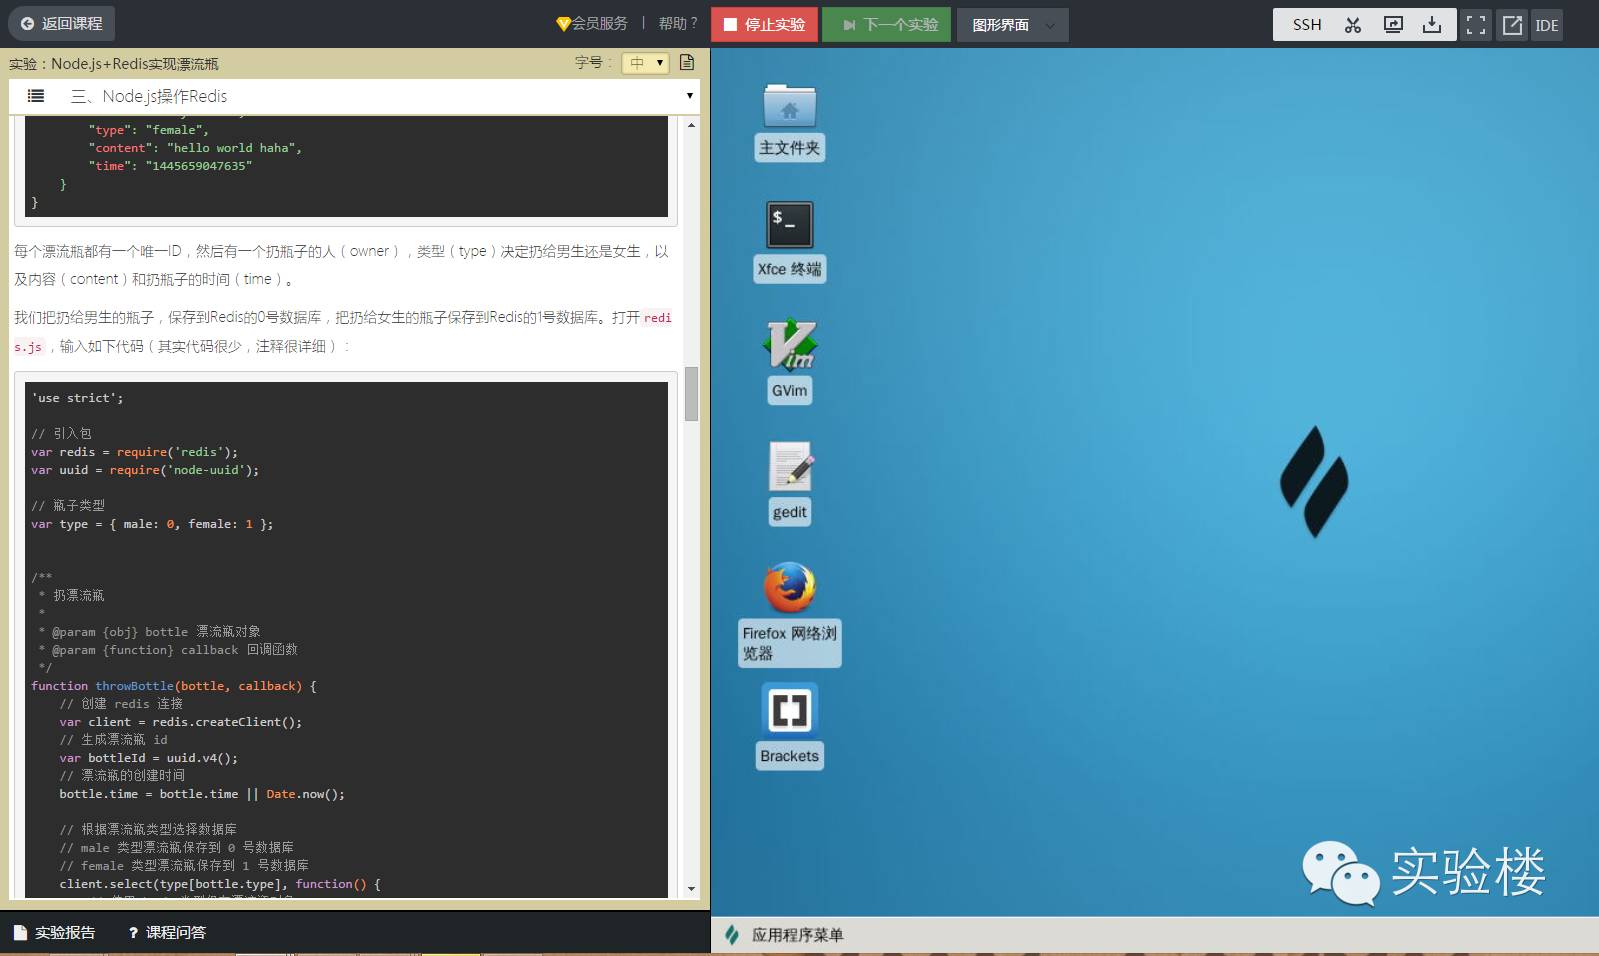 返回课程
会员服务 | 帮助 ?
停止实验
下一个实验
图形界面
SSH
IDE
实验：Node.js+Redis实现漂流瓶
字号：
中
三、Node.js操作Redis
"type": "female",
"content": "hello world haha",
"time": "1445659047635"
}
}
每个漂流瓶都有一个唯一ID，然后有一个扔瓶子的人（owner），类型（type）决定扔给男生还是女生，以
及内容（content）和扔瓶子的时间（time）。
我们把扔给男生的瓶子，保存到Redis的0号数据库，把扔给女生的瓶子保存到Redis的1号数据库。打开 redi
s.js ，输入如下代码（其实代码很少，注释很详细）：
'use strict';
// 引入包
var redis = require('redis');
var uuid = require('node-uuid');
// 瓶子类型
var type = { male: 0, female: 1 };
/**
* 扔漂流瓶
*
* @param {obj} bottle 漂流瓶对象
* @param {function} callback 回调函数
*/
function throwBottle(bottle, callback) {
// 创建 redis 连接
var client = redis.createClient();
// 生成漂流瓶 id
var bottleId = uuid.v4();
// 漂流瓶的创建时间
bottle.time = bottle.time || Date.now();
// 根据漂流瓶类型选择数据库
// male 类型漂流瓶保存到 0 号数据库
// female 类型漂流瓶保存到 1 号数据库
client.select(type[bottle.type], function() {
实验报告
? 课程问答
主文件夹
$_
Xfce 终端
Vim
GVim
gedit
Firefox 网络浏
览器
Brackets
实验楼
应用程序菜单